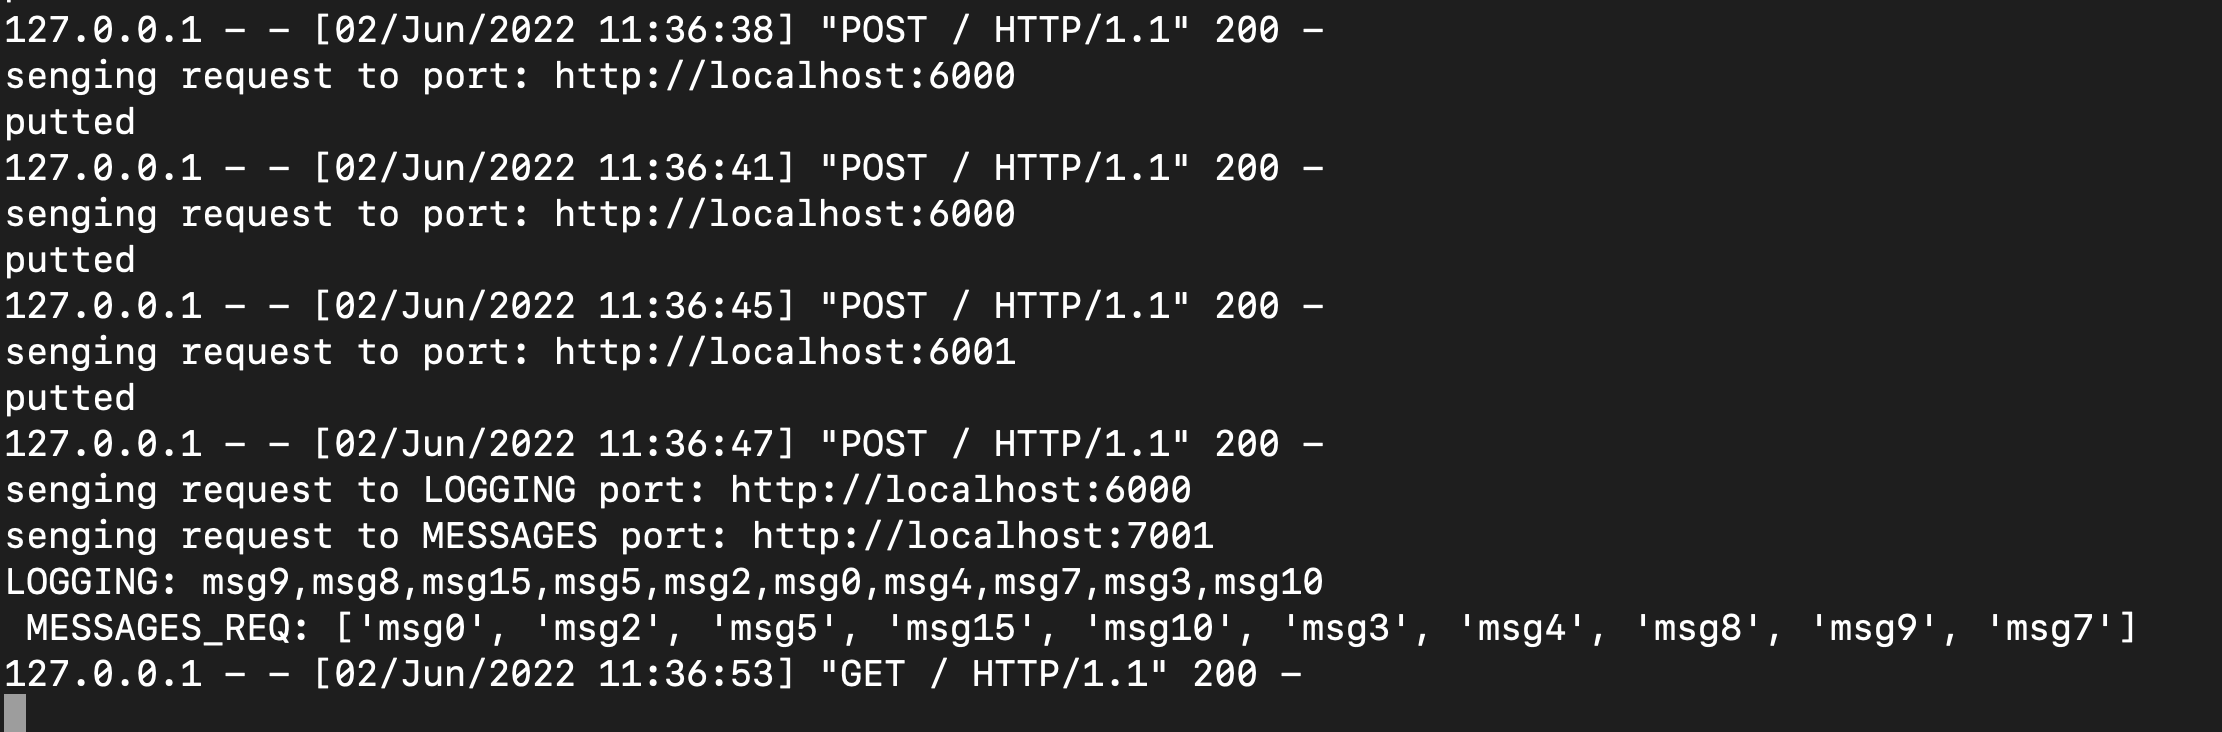 127.0.0.1 - - [02/Jun/2022 11:36:38] "POST / HTTP/1.1" 200 -
senging request to port: http://localhost:6000
putted
127.0.0.1 - - [02/Jun/2022 11:36:41] "POST / HTTP/1.1" 200 -
senging request to port: http://localhost:6000
putted
127.0.0.1 - - [02/Jun/2022 11:36:45] "POST / HTTP/1.1" 200 -
senging request to port: http://localhost:6001
putted
127.0.0.1 - - [02/Jun/2022 11:36:47] "POST / HTTP/1.1" 200 -
senging request to LOGGING port: http://localhost:6000
senging request to MESSAGES port: http://localhost:7001
LOGGING: msg9,msg8,msg15,msg5,msg2,msg0,msg4,msg7,msg3,msg10
 MESSAGES_REQ: ['msg0', 'msg2', 'msg5', 'msg15', 'msg10', 'msg3', 'msg4', 'msg8', 'msg9', 'msg7']
127.0.0.1 - - [02/Jun/2022 11:36:53] "GET / HTTP/1.1" 200 -